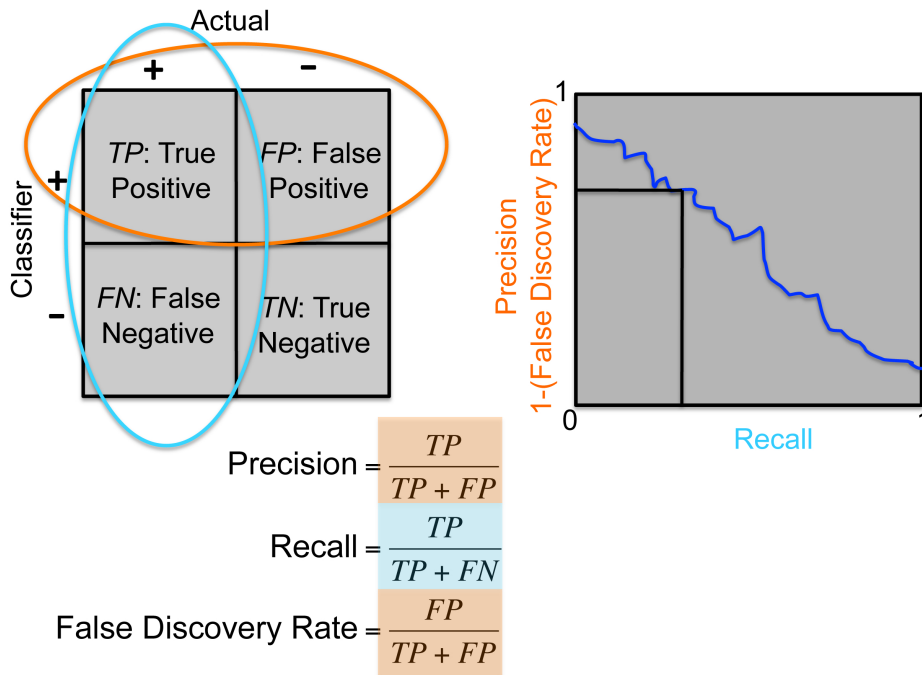 Actual
+ -
Classifier
+
TP: True
Positive
FP: False
Positive
-
FN: False
Negative
TN: True
Negative
1
Precision
1-(False Discovery Rate)
0
1
Recall
Precision = TP / TP + FP
Recall = TP / TP + FN
False Discovery Rate = FP / TP + FP